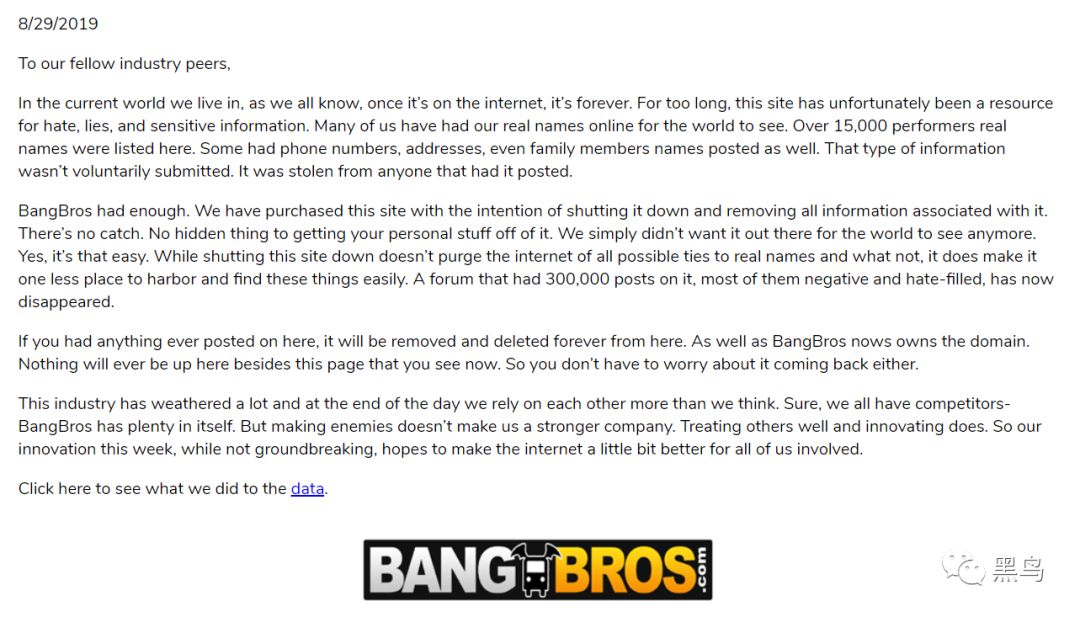 8/29/2019
To our fellow industry peers,
In the current world we live in, as we all know, once it's on the internet, it's forever. For too long, this site has unfortunately been a resource
for hate, lies, and sensitive information. Many of us have had our real names online for the world to see. Over 15,000 performers real
names were listed here. Some had phone numbers, addresses, even family members names posted as well. That type of information
wasn't voluntarily submitted. It was stolen from anyone that had it posted.
BangBros had enough. We have purchased this site with the intention of shutting it down and removing all information associated with it.
There's no catch. No hidden thing to getting your personal stuff off of it. We simply didn't want it out there for the world to see anymore.
Yes, it's that easy. While shutting this site down doesn't purge the internet of all possible ties to real names and what not, it does make it
one less place to harbor and find these things easily. A forum that had 300,000 posts on it, most of them negative and hate-filled, has now
disappeared.
If you had anything ever posted on here, it will be removed and deleted forever from here. As well as BangBros nows owns the domain.
Nothing will ever be up here besides this page that you see now. So you don't have to worry about it coming back either.
This industry has weathered a lot and at the end of the day we rely on each other more than we think. Sure, we all have competitors-
BangBros has plenty in itself. But making enemies doesn't make us a stronger company. Treating others well and innovating does. So our
innovation this week, while not groundbreaking, hopes to make the internet a little bit better for all of us involved.
Click here to see what we did to the data.
BANGBROS.com
黑鸟